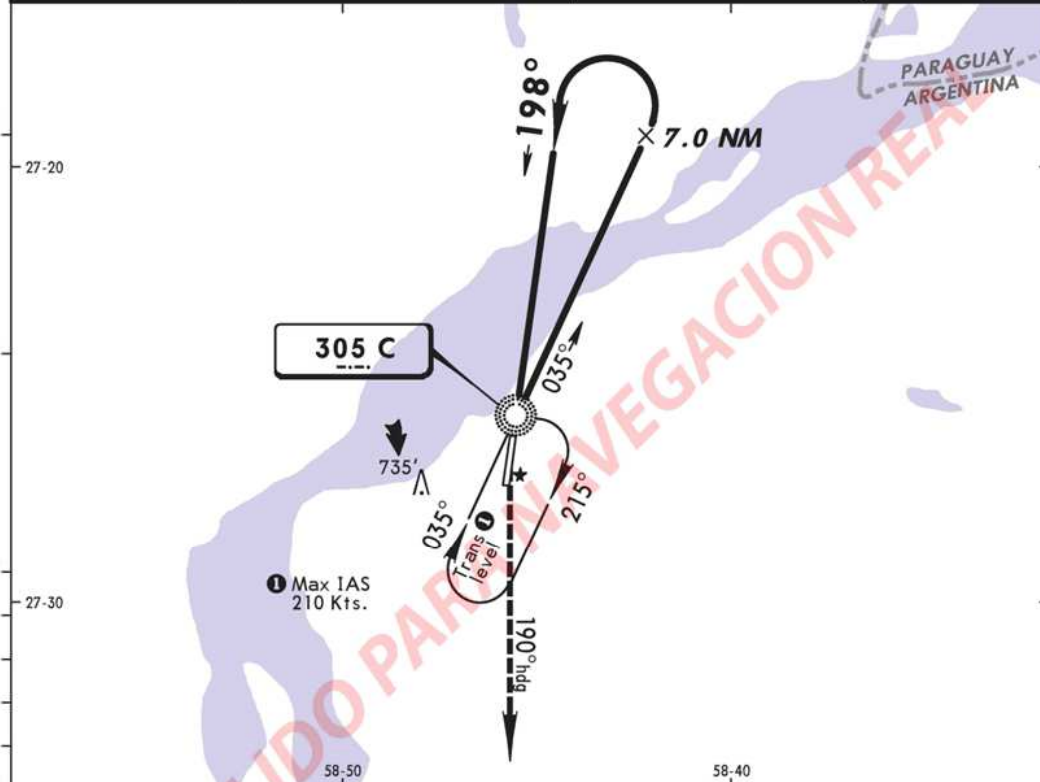 PARAGUAY
ARGENTINA
198°
7.0 NM
27-20
305 C
035°
735'
215°
035°
1
Trans
level
1 Max IAS
210 Kts.
27-30
190° hdg
58-50
58-40
LIDO PARA NAVEGACION REAL